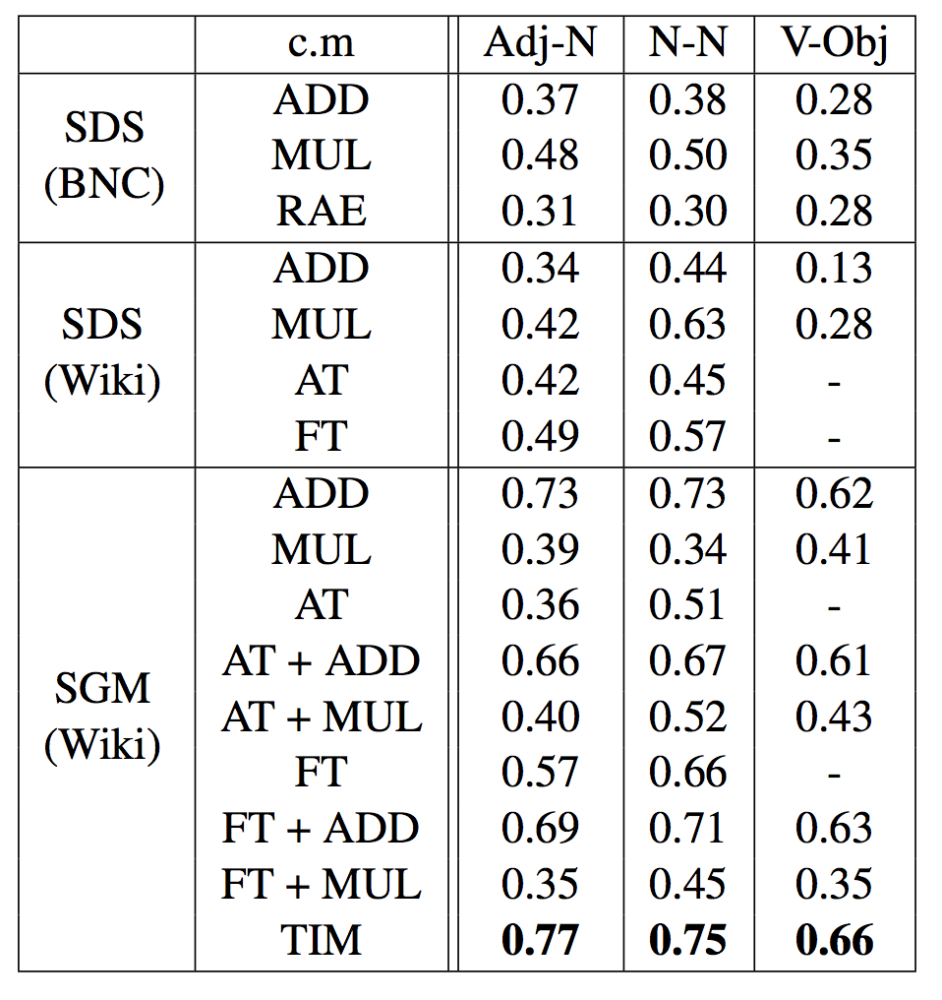 c.m Adj-N N-N V-Obj
SDS (BNC) ADD 0.37 0.38 0.28
MUL 0.48 0.50 0.35
RAE 0.31 0.30 0.28
SDS (Wiki) ADD 0.34 0.44 0.13
MUL 0.42 0.63 0.28
AT 0.42 0.45 -
FT 0.49 0.57 -
SGM (Wiki) ADD 0.73 0.73 0.62
MUL 0.39 0.34 0.41
AT 0.36 0.51 -
AT + ADD 0.66 0.67 0.61
AT + MUL 0.40 0.52 0.43
FT 0.57 0.66 -
FT + ADD 0.69 0.71 0.63
FT + MUL 0.35 0.45 0.35
TIM 0.77 0.75 0.66